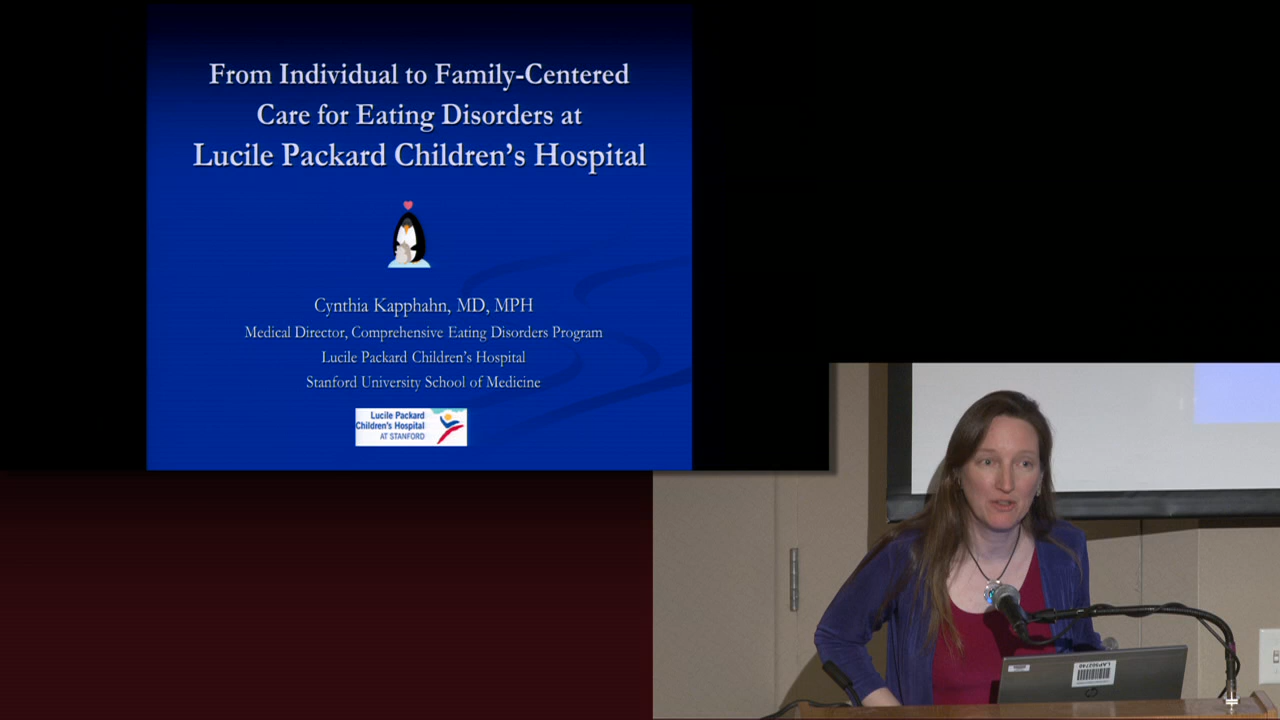 From Individual to Family-Centered
Care for Eating Disorders at
Lucile Packard Children's Hospital
Cynthia Kapphahn, MD, MPH
Medical Director, Comprehensive Eating Disorders Program
Lucile Packard Children's Hospital
Stanford University School of Medicine
Lucile Packard
Children's Hospital
AT STANFORD
hp